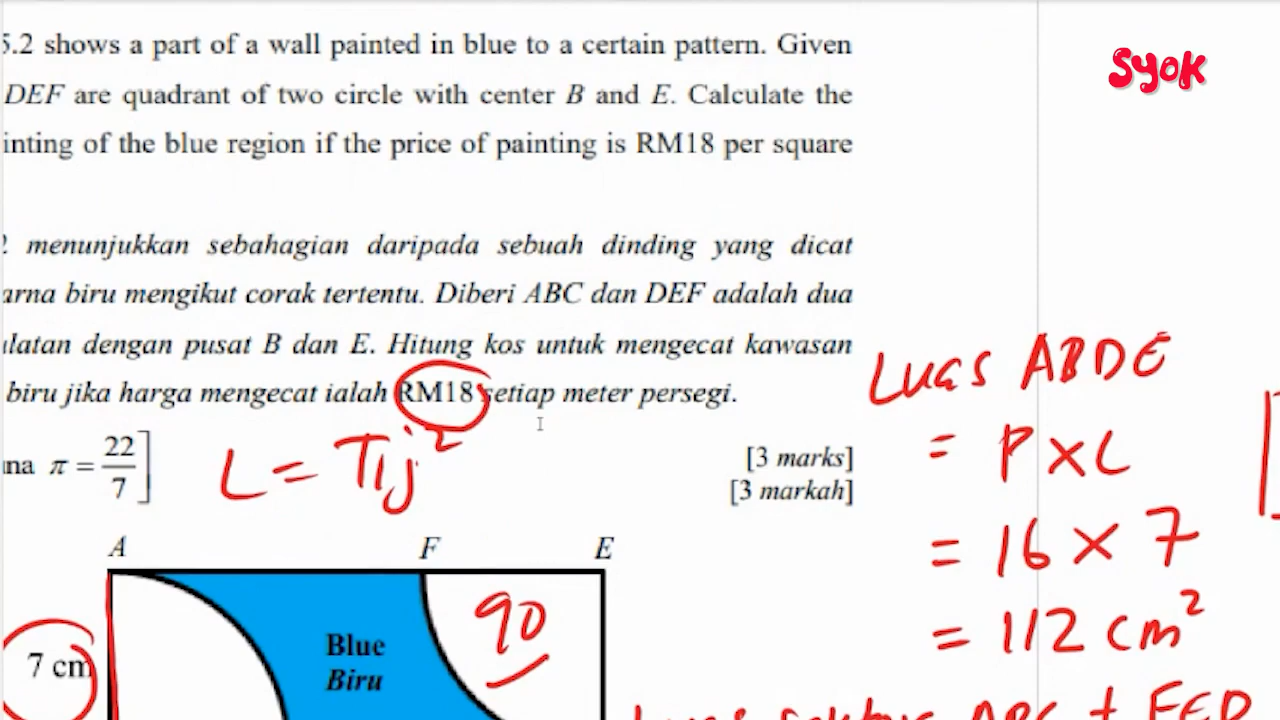 5.2 shows a part of a wall painted in blue to a certain pattern. Given
DEF are quadrant of two circle with center B and E. Calculate the
inting of the blue region if the price of painting is RM18 per square
syok
menunjukkan sebahagian daripada sebuah dinding yang dicat
arna biru mengikut corak tertentu. Diberi ABC dan DEF adalah dua
latan dengan pusat B dan E. Hitung kos untuk mengecat kawasan
biru jika harga mengecat ialah RM18 setiap meter persegi.
na π = 22/7]
L = πj²
[3 marks]
[3 markah]
A F E
90
Blue
Biru
7 cm
Luas ABDE
= P × L
= 16 × 7
= 112 cm²